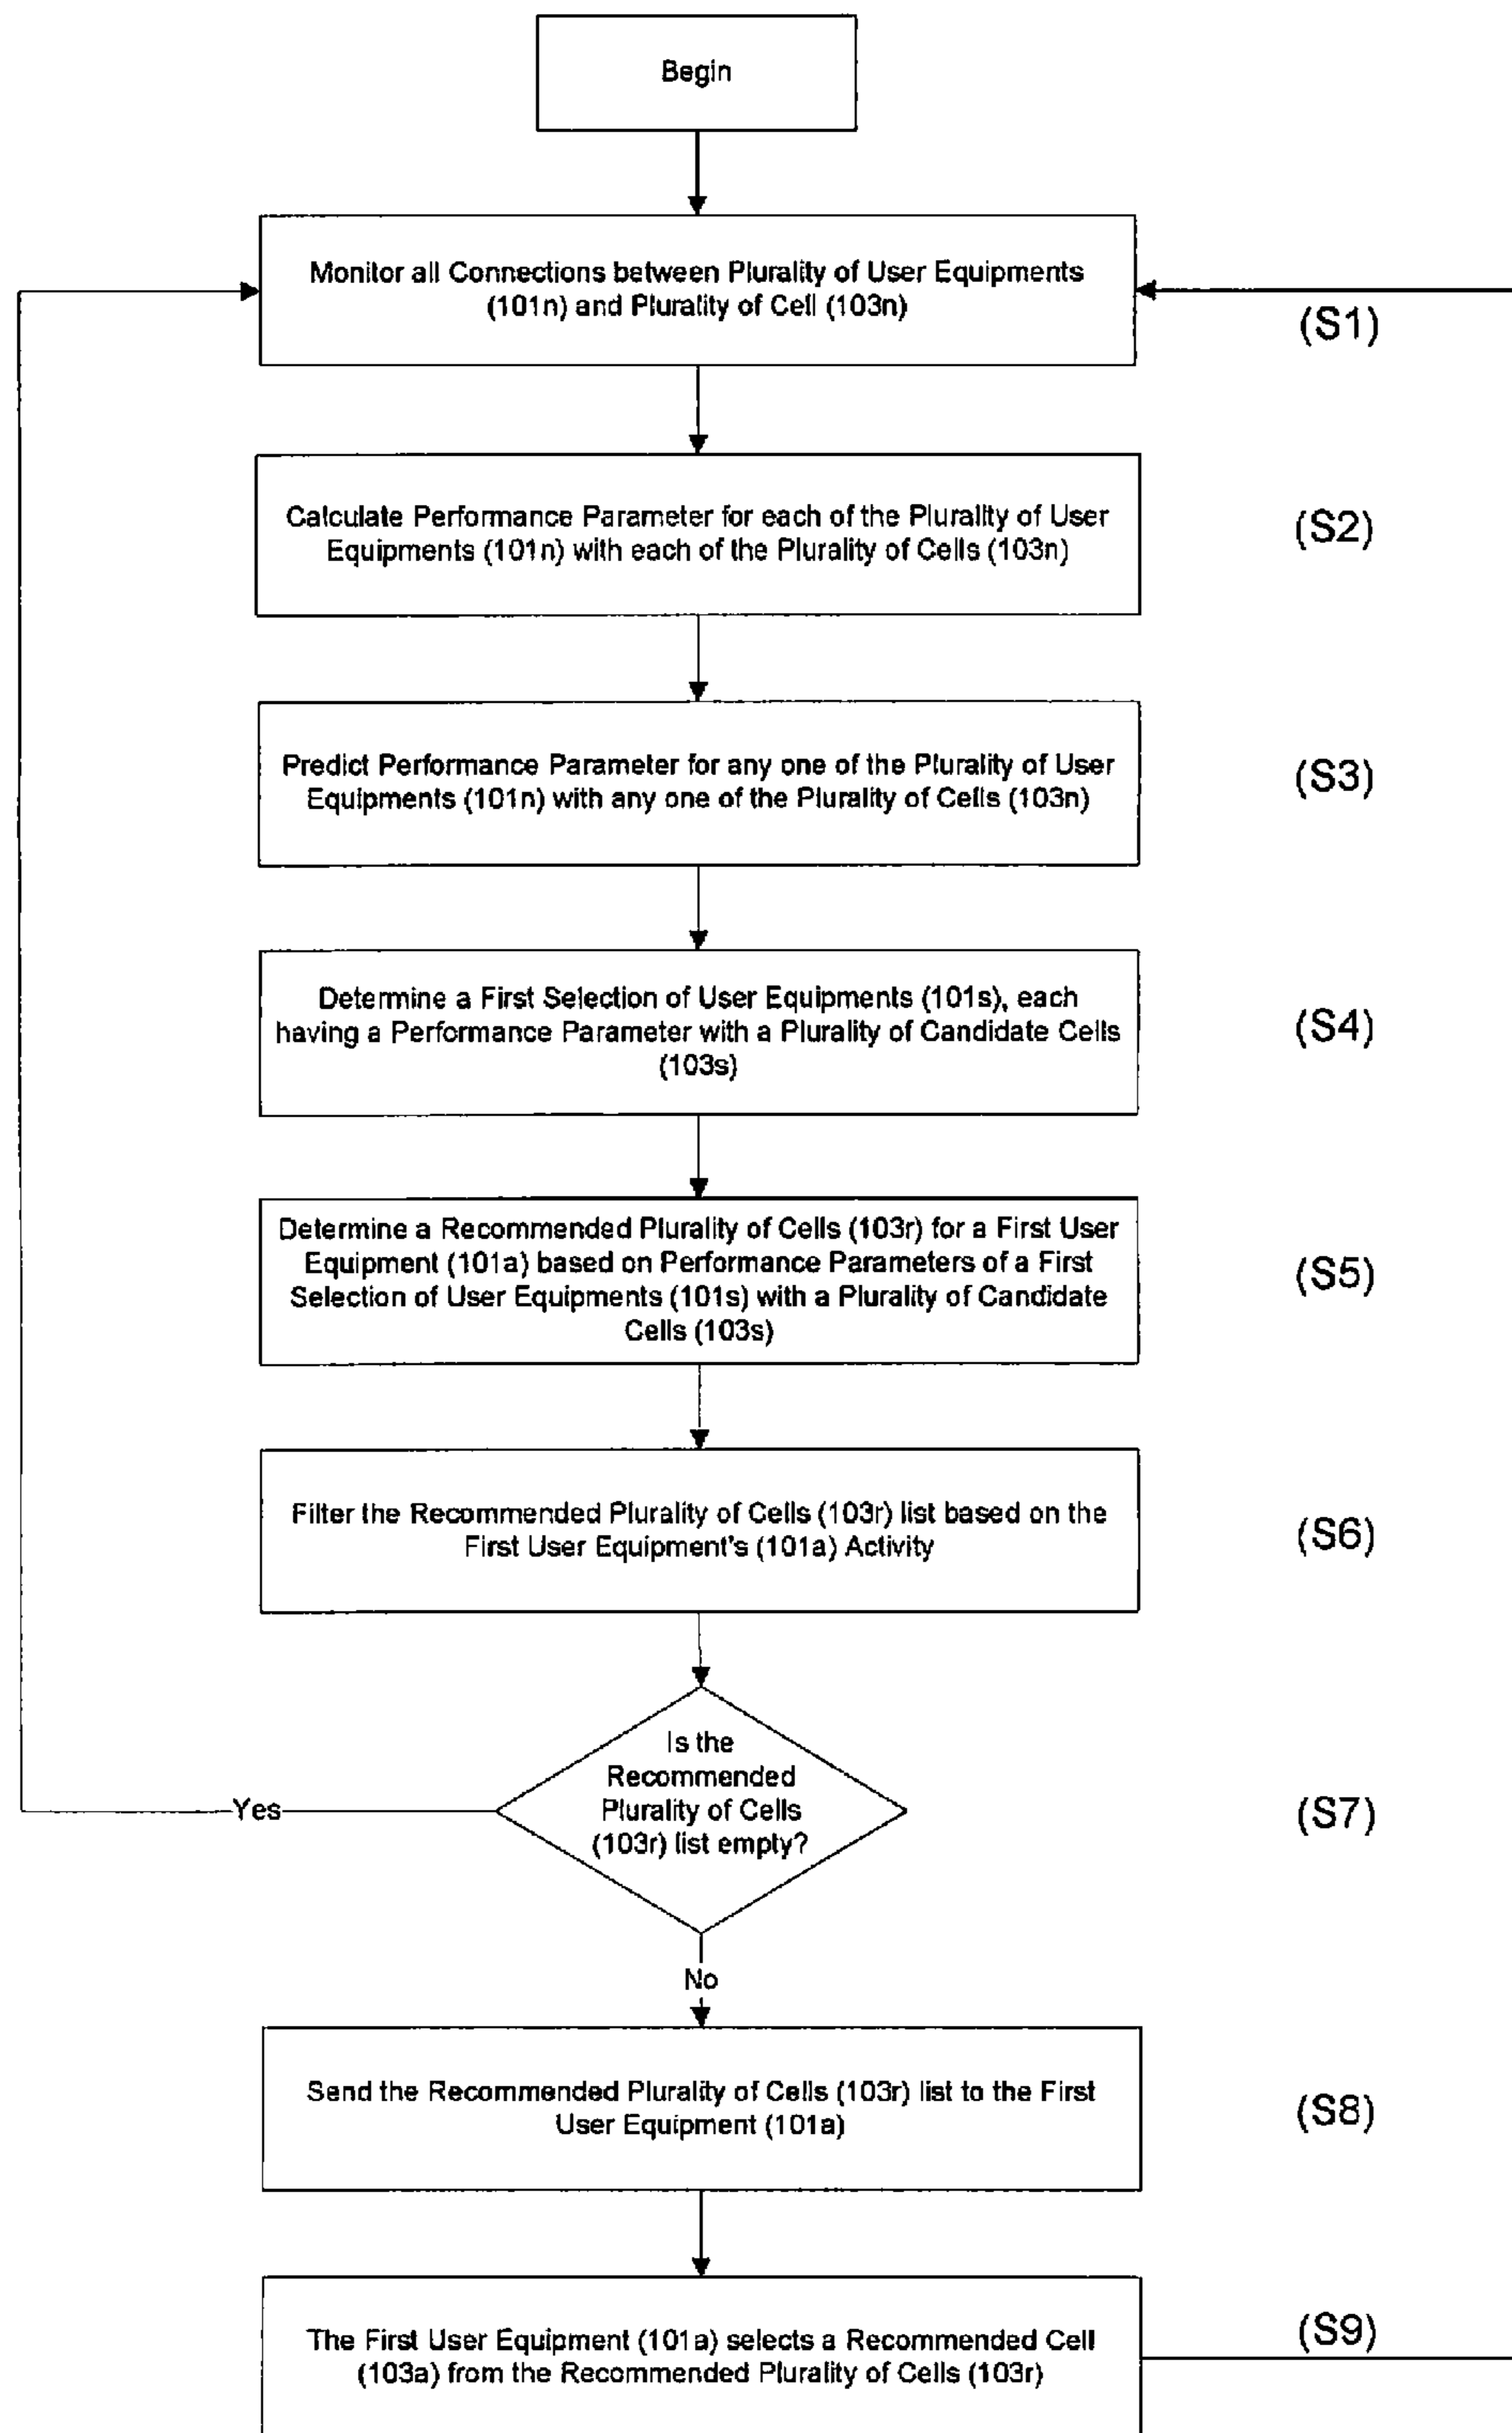 Begin
Monitor all Connections between Plurality of User Equipments
(101n) and Plurality of Cell (103n)
(S1)
Calculate Performance Parameter for each of the Plurality of User
Equipments (101n) with each of the Plurality of Cells (103n)
(S2)
Predict Performance Parameter for any one of the Plurality of User
Equipments (101n) with any one of the Plurality of Cells (103n)
(S3)
Determine a First Selection of User Equipments (101s), each
having a Performance Parameter with a Plurality of Candidate Cells
(103s)
(S4)
Determine a Recommended Plurality of Cells (103r) for a First User
Equipment (101a) based on Performance Parameters of a First
Selection of User Equipments (101s) with a Plurality of Candidate
Cells (103s)
(S5)
Filter the Recommended Plurality of Cells (103r) list based on the
First User Equipment's (101a) Activity
(S6)
Is the
Recommended
Plurality of Cells
(103r) list empty?
Yes
(S7)
No
Send the Recommended Plurality of Cells (103r) list to the First
User Equipment (101a)
(S8)
The First User Equipment (101a) selects a Recommended Cell
(103a) from the Recommended Plurality of Cells (103r)
(S9)